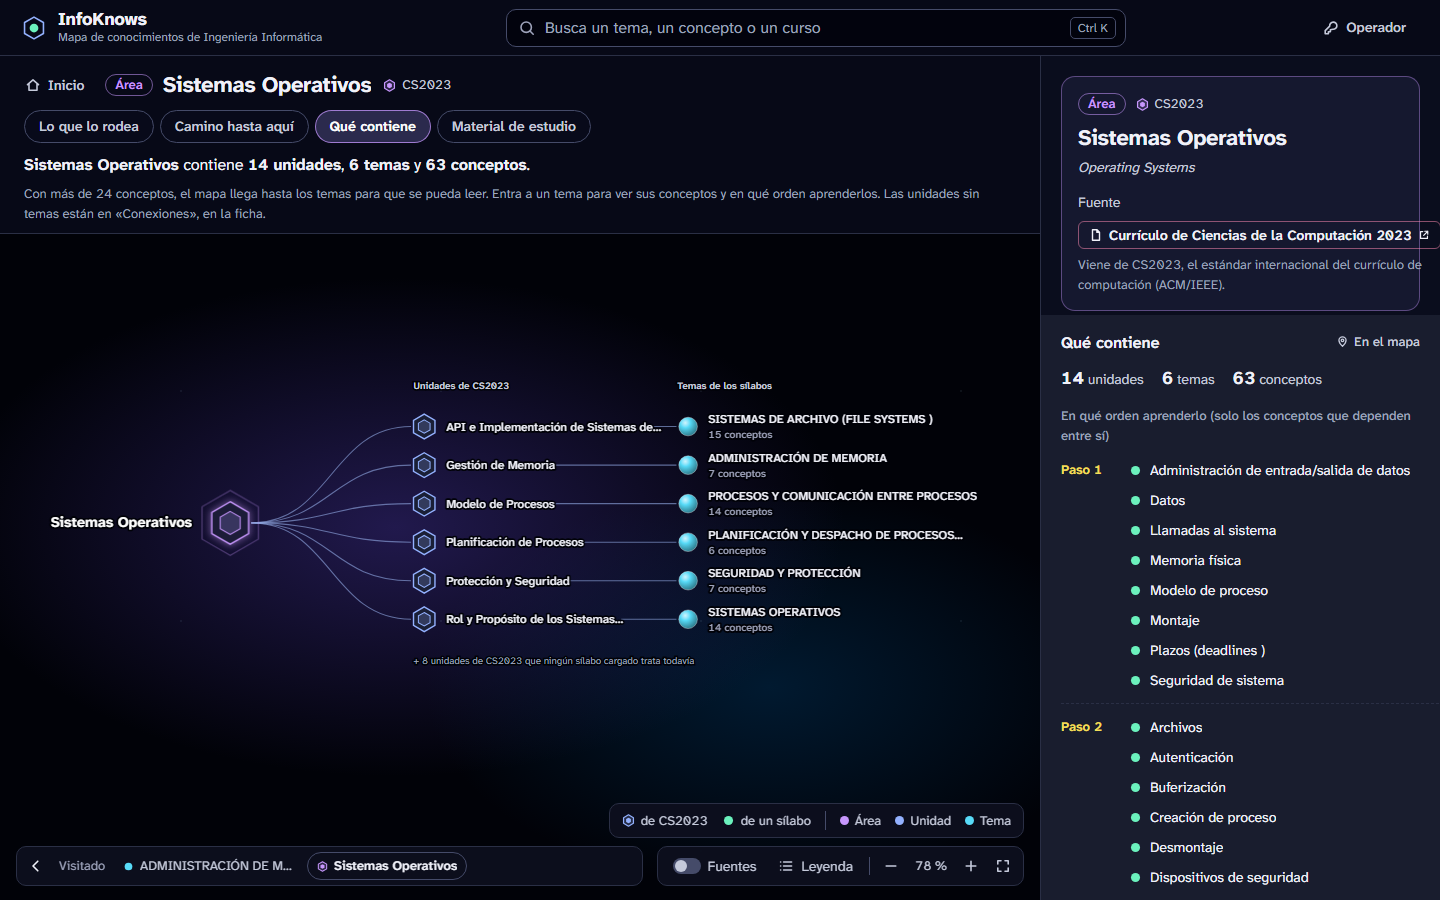 InfoKnows
Mapa de conocimientos de Ingeniería Informática
Busca un tema, un concepto o un curso
Ctrl K
Operador
Inicio
Área
Sistemas Operativos
CS2023
Lo que lo rodea
Camino hasta aquí
Qué contiene
Material de estudio
Sistemas Operativos contiene 14 unidades, 6 temas y 63 conceptos.
Con más de 24 conceptos, el mapa llega hasta los temas para que se pueda leer. Entra a un tema para ver sus conceptos y en qué orden aprenderlos. Las unidades sin
temas están en «Conexiones», en la ficha.
Unidades de CS2023
Temas de los sílabos
Sistemas Operativos
API e Implementación de Sistemas de...
SISTEMAS DE ARCHIVO (FILE SYSTEMS )
15 conceptos
Gestión de Memoria
ADMINISTRACIÓN DE MEMORIA
7 conceptos
Modelo de Procesos
PROCESOS Y COMUNICACIÓN ENTRE PROCESOS
14 conceptos
Planificación de Procesos
PLANIFICACIÓN Y DESPACHO DE PROCESOS...
6 conceptos
Protección y Seguridad
SEGURIDAD Y PROTECCIÓN
7 conceptos
Rol y Propósito de los Sistemas...
SISTEMAS OPERATIVOS
14 conceptos
+ 8 unidades de CS2023 que ningún sílabo cargado trata todavía
de CS2023
de un sílabo
Área
Unidad
Tema
Visitado
ADMINISTRACIÓN DE M...
Sistemas Operativos
Fuentes
Leyenda
78 %
Área
CS2023
Sistemas Operativos
Operating Systems
Fuente
Currículo de Ciencias de la Computación 2023
Viene de CS2023, el estándar internacional del currículo de
computación (ACM/IEEE).
Qué contiene
En el mapa
14 unidades
6 temas
63 conceptos
En qué orden aprenderlo (solo los conceptos que dependen
entre sí)
Paso 1
Administración de entrada/salida de datos
Datos
Llamadas al sistema
Memoria física
Modelo de proceso
Montaje
Plazos (deadlines )
Seguridad de sistema
Paso 2
Archivos
Autenticación
Buferización
Creación de proceso
Desmontaje
Dispositivos de seguridad